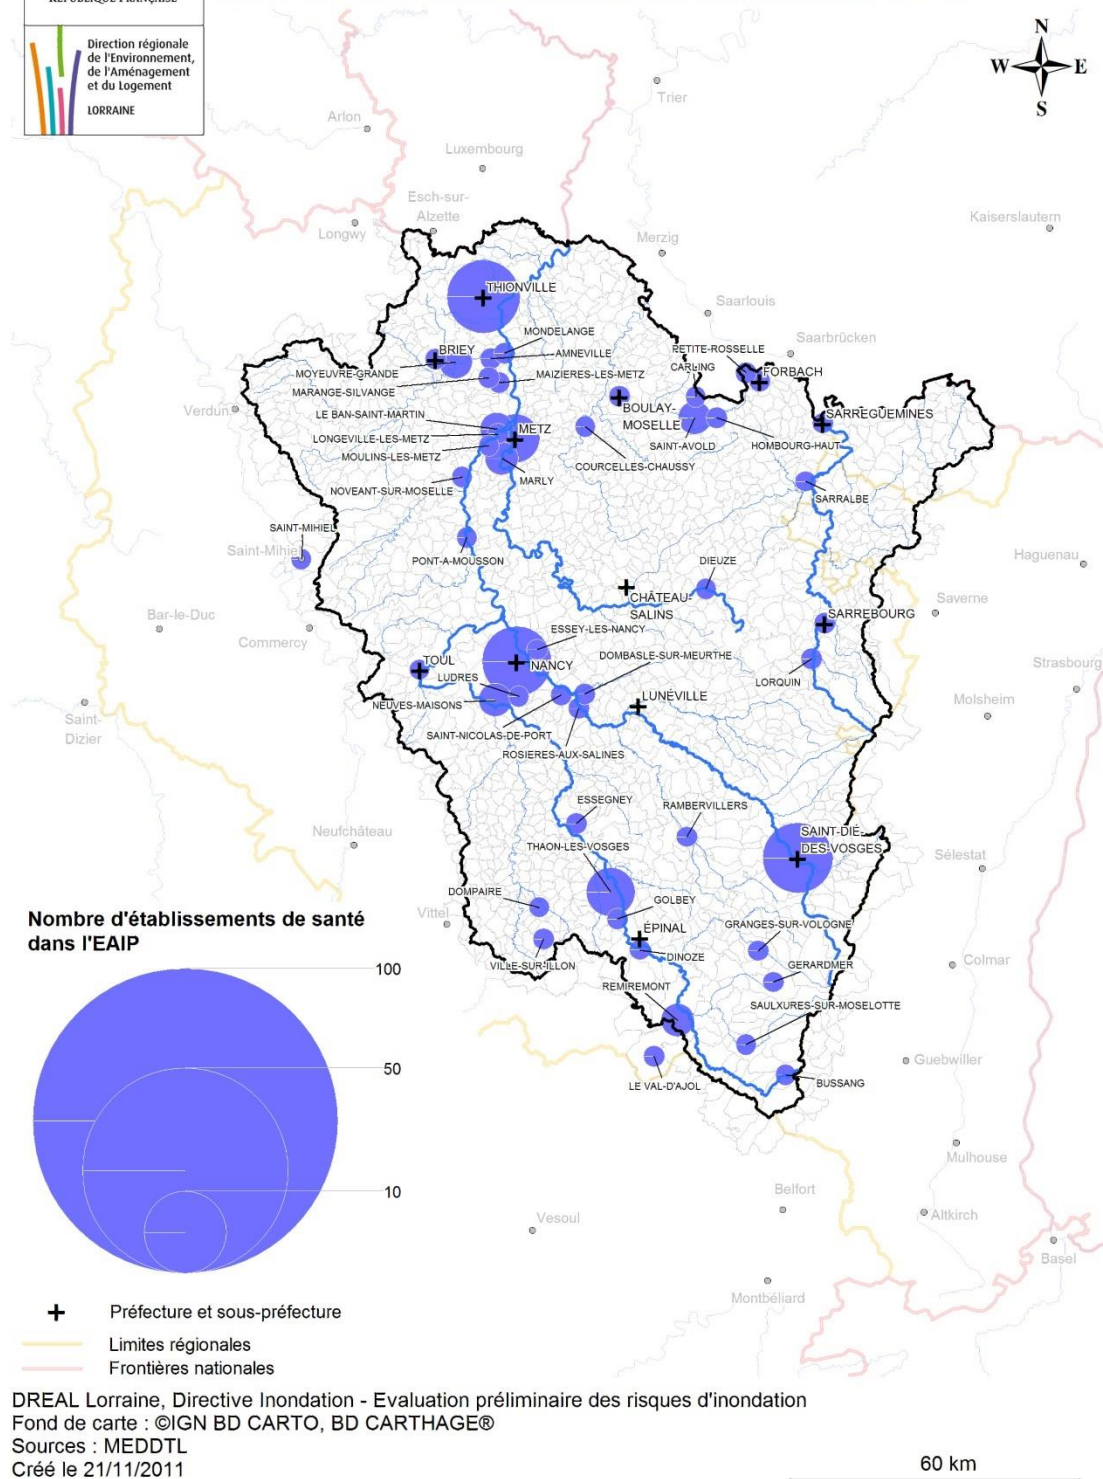 RÉPUBLIQUE FRANÇAISE
Direction régionale
de l'Environnement,
de l'Aménagement
et du Logement
LORRAINE
N
W
E
S
Trier
Arlon
Luxembourg
Esch-sur-
Alzette
Longwy
Kaiserslautern
Merzig
THIONVILLE
Saarlouis
MONDELANGE
Saarbrücken
BRIEY
AMNEVILLE
PETITE-ROSSELLE
MOYEUVRE-GRANDE
MAIZIERES-LES-METZ
CARLING
FORBACH
MARANGE-SILVANGE
Verdun
LE BAN-SAINT-MARTIN
BOULAY-
MOSELLE
SARREGUEMINES
METZ
LONGEVILLE-LES-METZ
SAINT-AVOLD
HOMBOURG-HAUT
MOULINS-LES-METZ
COURCELLES-CHAUSSY
MARLY
NOVEANT-SUR-MOSELLE
SARRALBE
SAINT-MIHIEL
Saint-Mihiel
PONT-A-MOUSSON
DIEUZE
Haguenau
CHÂTEAU-
SALINS
Bar-le-Duc
Saverne
Commercy
ESSEY-LES-NANCY
SARREBOURG
DOMBASLE-SUR-MEURTHE
TOUL
NANCY
Strasbourg
LUDRES
LORQUIN
LUNÉVILLE
Molsheim
NEUVES-MAISONS
Saint-
Dizier
SAINT-NICOLAS-DE-PORT
ROSIERES-AUX-SALINES
ESSEGNEY
RAMBERVILLERS
Neufchâteau
SAINT-DIÉ-
DES-VOSGES
THAON-LES-VOSGES
Sélestat
DOMPAIRE
GOLBEY
Vittel
GRANGES-SUR-VOLOGNE
ÉPINAL
DINOZE
VILLE-SUR-ILLON
GERARDMER
Colmar
REMIREMONT
SAULXURES-SUR-MOSELOTTE
Guebwiller
LE VAL-D'AJOL
BUSSANG
Mulhouse
Belfort
Altkirch
Vesoul
Basel
Montbéliard
Nombre d'établissements de santé
dans l'EAIP
100
50
10
Préfecture et sous-préfecture
Limites régionales
Frontières nationales
DREAL Lorraine, Directive Inondation - Evaluation préliminaire des risques d'inondation
Fond de carte : ©IGN BD CARTO, BD CARTHAGE®
Sources : MEDDTL
Créé le 21/11/2011
60 km